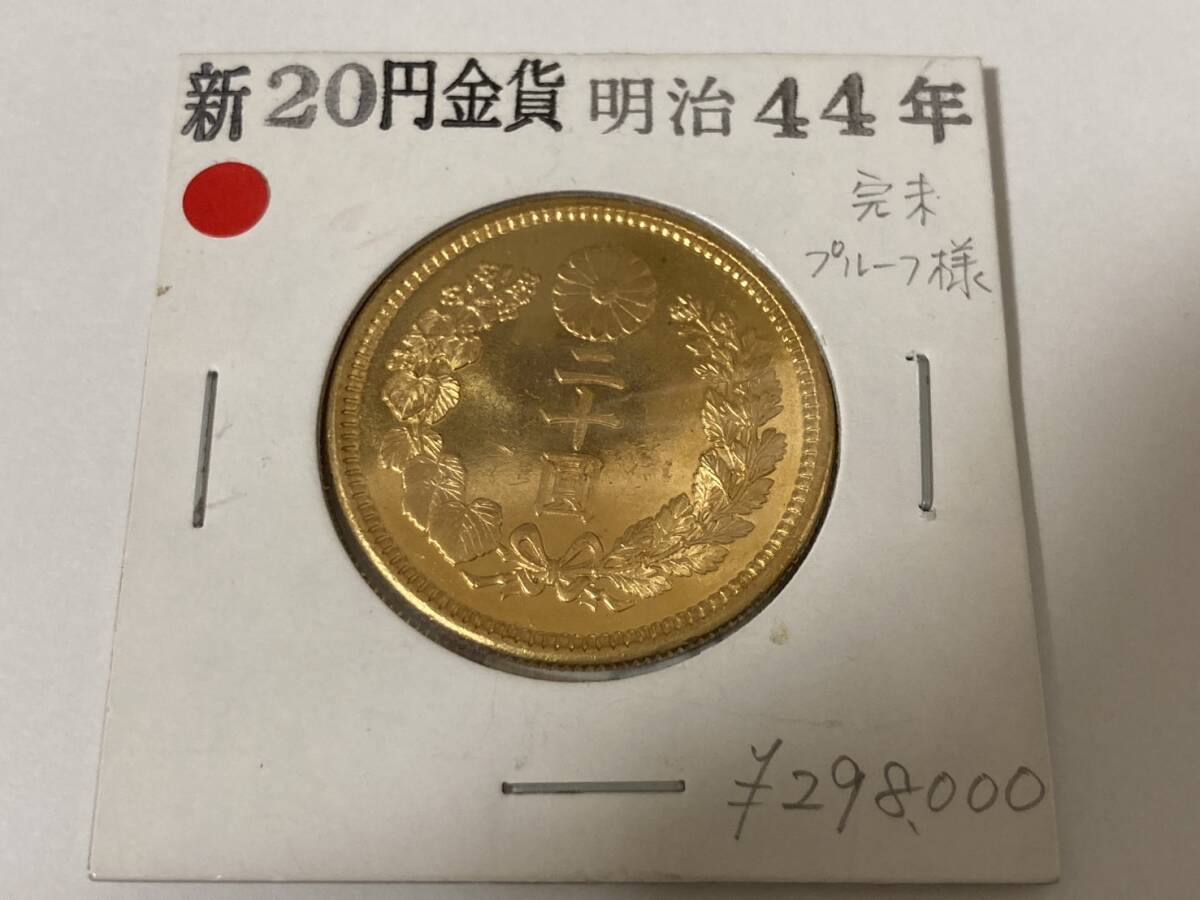 新20円金貨 明治44年
完未
プルーフ様
二十圓
¥298,000